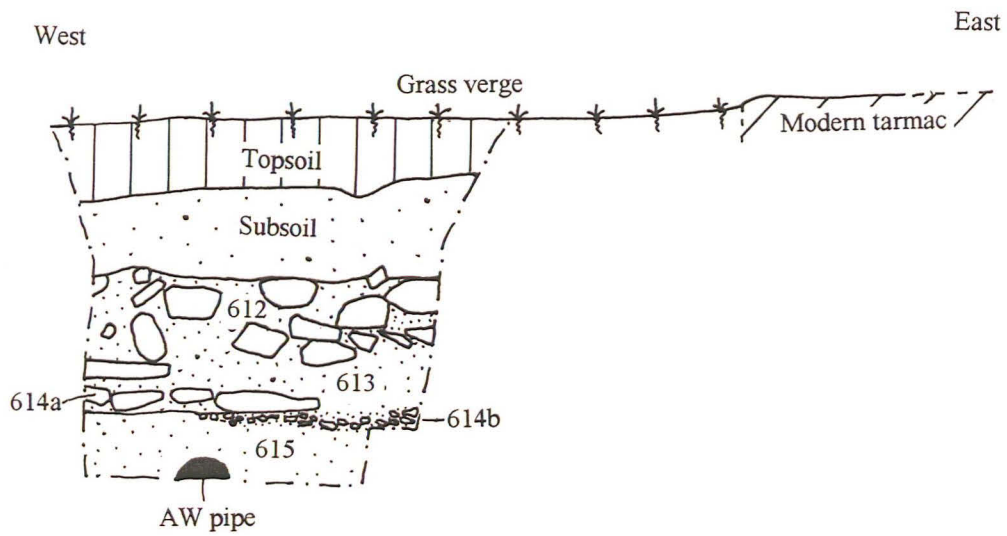 West
East
Grass verge
Modern tarmac
Topsoil
Subsoil
612
613
614a
614b
615
AW pipe